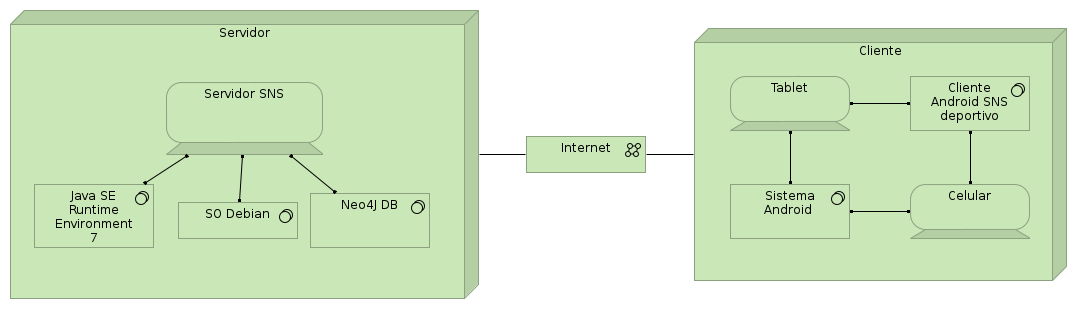 Servidor
Servidor SNS
Java SE
Runtime
Environment
7
SO Debian
Neo4J DB
Internet
Cliente
Tablet
Cliente
Android SNS
deportivo
Sistema
Android
Celular